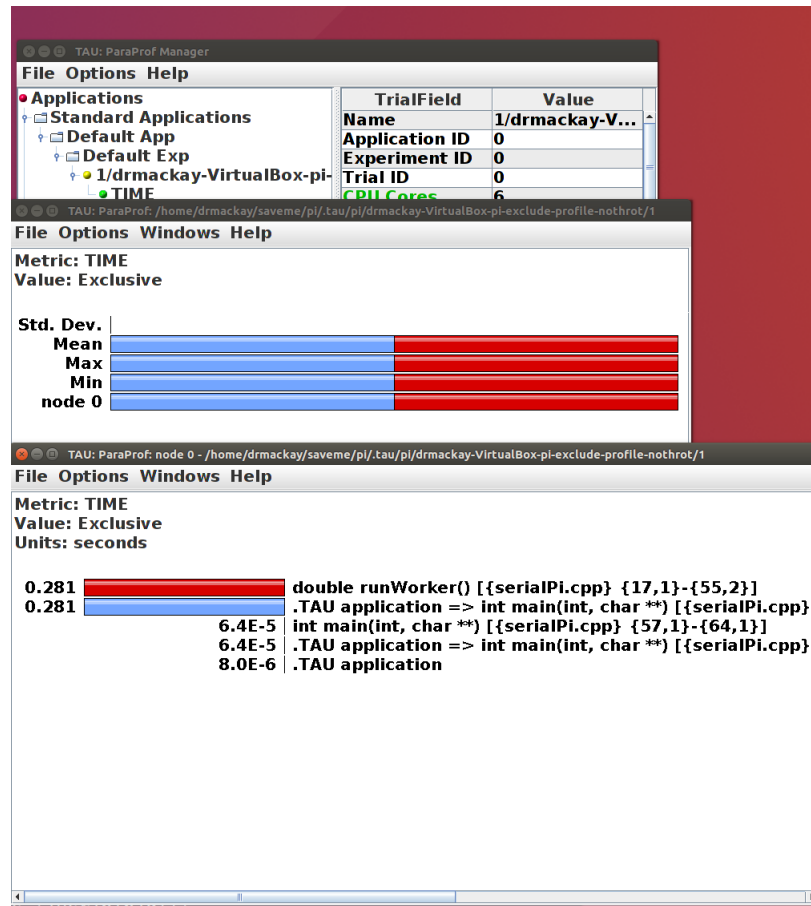 TAU: ParaProf Manager
File Options Help
Applications
Standard Applications
Default App
Default Exp
1/drmackay-VirtualBox-pi-
TIME
TrialField Value
Name 1/drmackay-V...
Application ID 0
Experiment ID 0
Trial ID 0
CPU Cores 6
TAU: ParaProf: /home/drmackay/saveme/pi/.tau/pi/drmackay-VirtualBox-pi-exclude-profile-nothrot/1
File Options Windows Help
Metric: TIME
Value: Exclusive
Std. Dev.
Mean
Max
Min
node 0
TAU: ParaProf: node 0 - /home/drmackay/saveme/pi/.tau/pi/drmackay-VirtualBox-pi-exclude-profile-nothrot/1
File Options Windows Help
Metric: TIME
Value: Exclusive
Units: seconds
0.281 double runWorker() [{serialPi.cpp} {17,1}-{55,2}]
0.281 .TAU application => int main(int, char **) [{serialPi.cpp}
6.4E-5 int main(int, char **) [{serialPi.cpp} {57,1}-{64,1}]
6.4E-5 .TAU application => int main(int, char **) [{serialPi.cpp}
8.0E-6 .TAU application